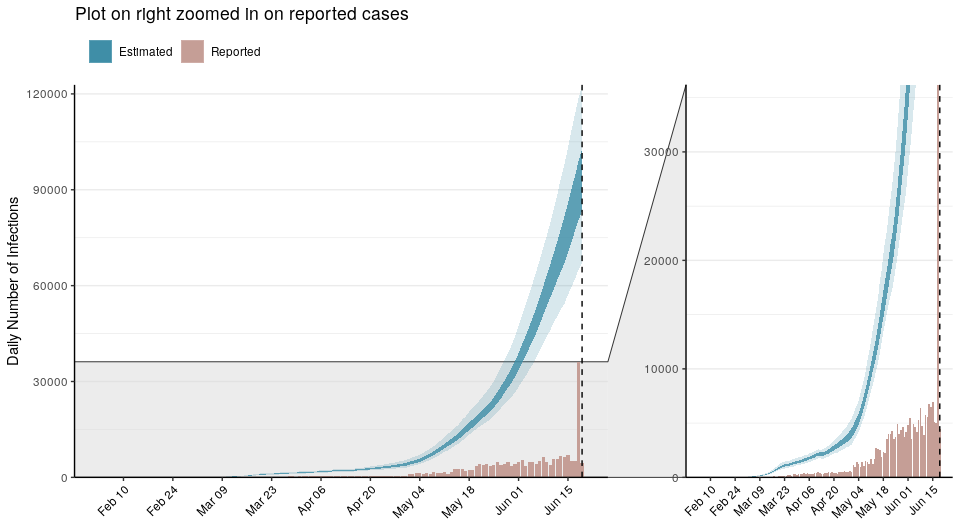 Plot on right zoomed in on reported cases
Estimated Reported
Daily Number of Infections
120000
90000
60000
30000
0
Feb 10 Feb 24 Mar 09 Mar 23 Apr 06 Apr 20 May 04 May 18 Jun 01 Jun 15
30000
20000
10000
0
Feb 10 Feb 24 Mar 09 Mar 23 Apr 06 Apr 20 May 04 May 18 Jun 01 Jun 15